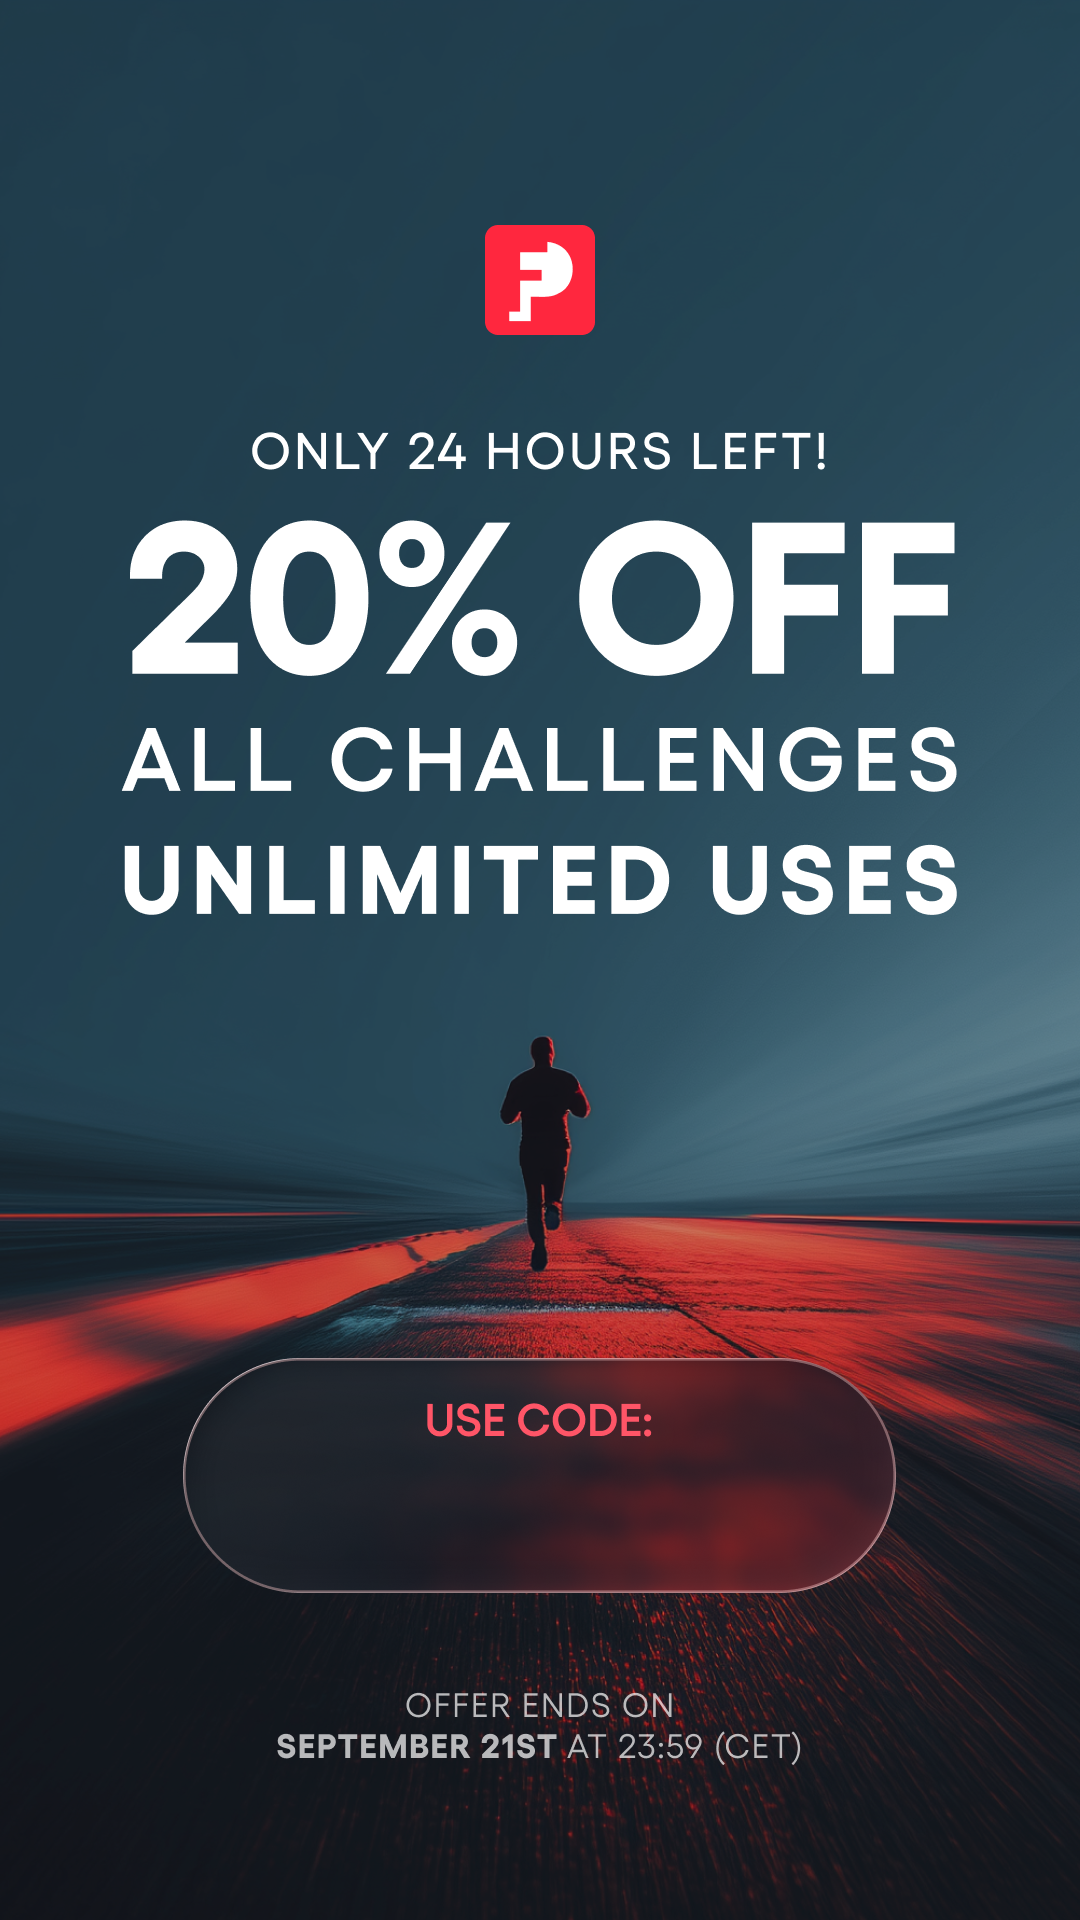 ONLY 24 HOURS LEFT!
20% OFF
ALL CHALLENGES
UNLIMITED USES
USE CODE:
OFFER ENDS ON
SEPTEMBER 21ST AT 23:59 (CET)